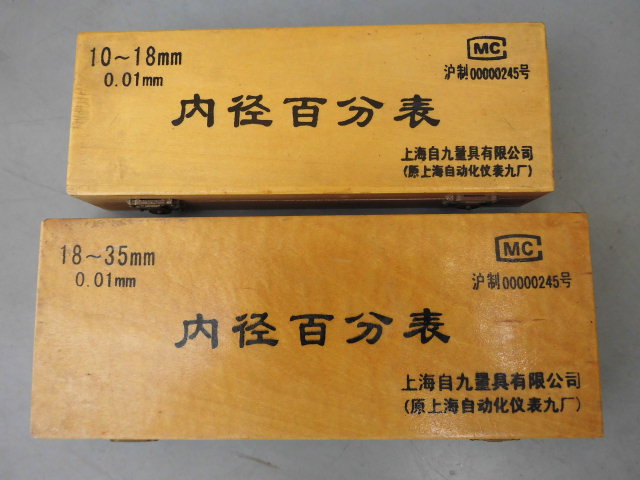 10～18mm
0.01mm
MC
沪制00000245号
内径百分表
上海自九量具有限公司
(原上海自动化仪表九厂)
18～35mm
0.01mm
MC
沪制00000245号
内径百分表
上海自九量具有限公司
(原上海自动化仪表九厂)